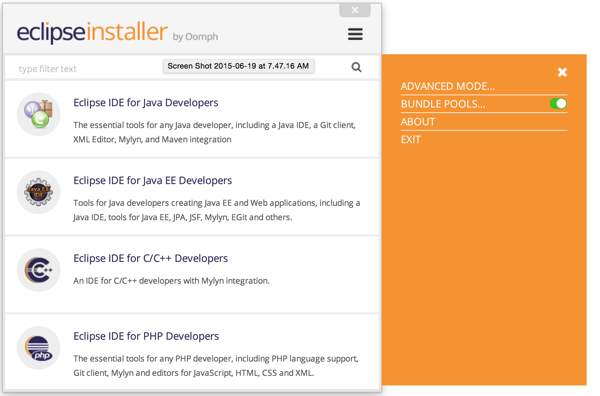 eclipseinstaller by Oomph
type filter text
Screen Shot 2015-06-19 at 7.47.16 AM
Eclipse IDE for Java Developers
The essential tools for any Java developer, including a Java IDE, a Git client,
XML Editor, Mylyn, and Maven integration
Java EE
IDE
Eclipse IDE for Java EE Developers
Tools for Java developers creating Java EE and Web applications, including a
Java IDE, tools for Java EE, JPA, JSF, Mylyn, EGit and others.
C++
Eclipse IDE for C/C++ Developers
An IDE for C/C++ developers with Mylyn integration.
php
Eclipse IDE for PHP Developers
The essential tools for any PHP developer, including PHP language support,
Git client, Mylyn and editors for JavaScript, HTML, CSS and XML.
ADVANCED MODE...
BUNDLE POOLS...
ABOUT
EXIT